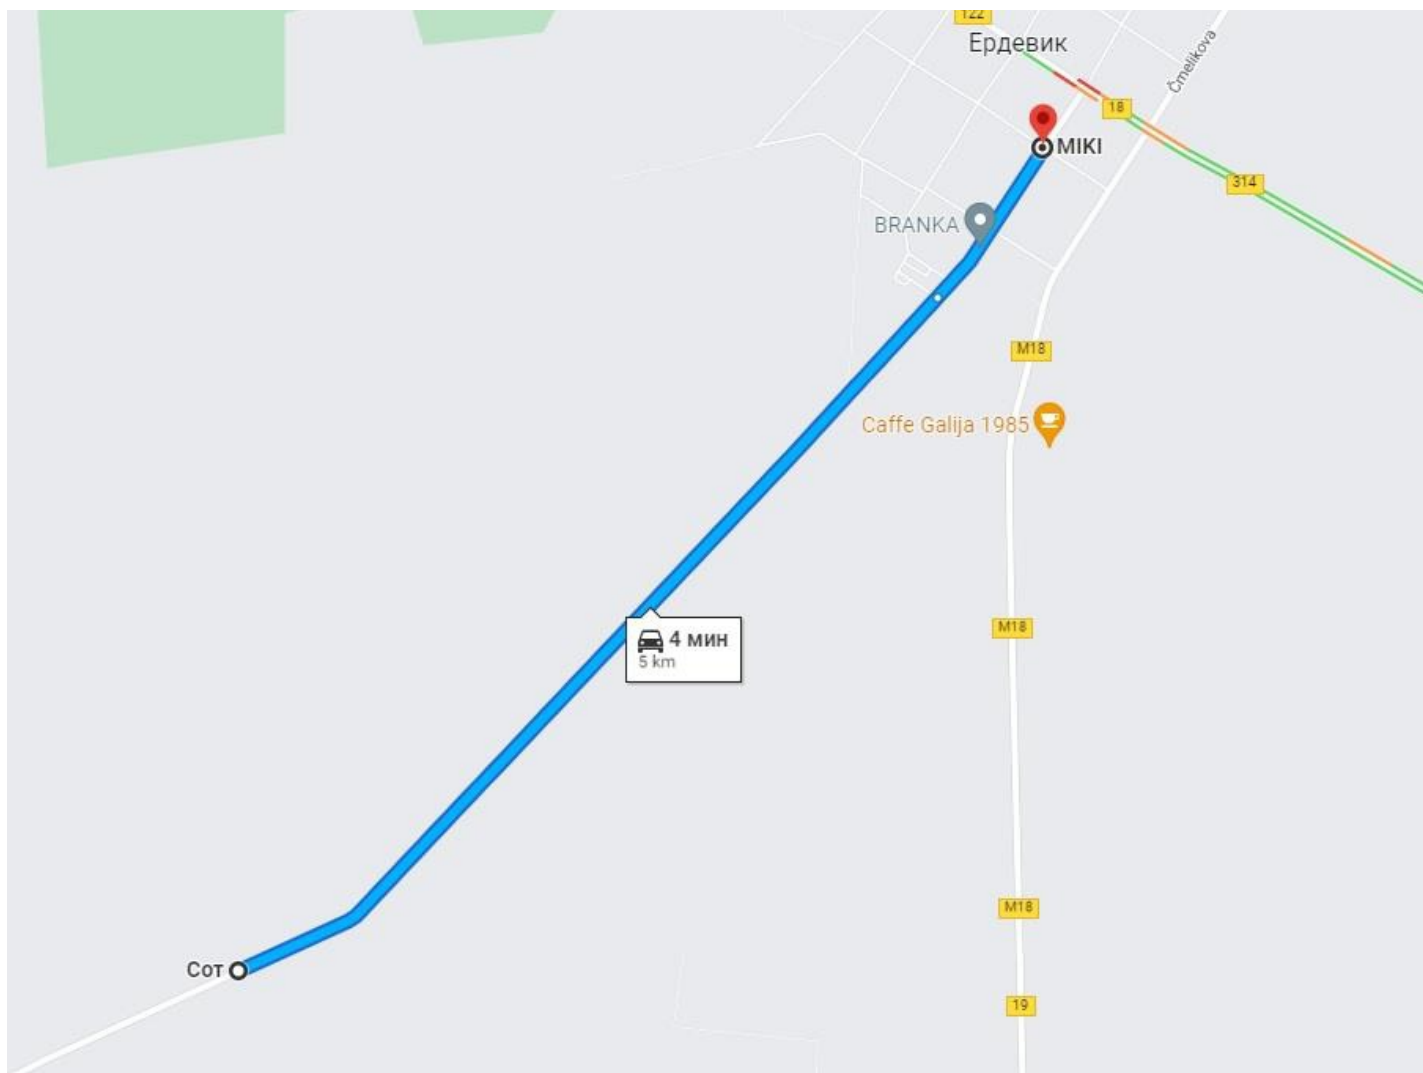 122
Ердевик
Čmelikova
18
MIKI
314
BRANKA
M18
Caffe Galija 1985
M18
4 мин
5 km
M18
Сот
19